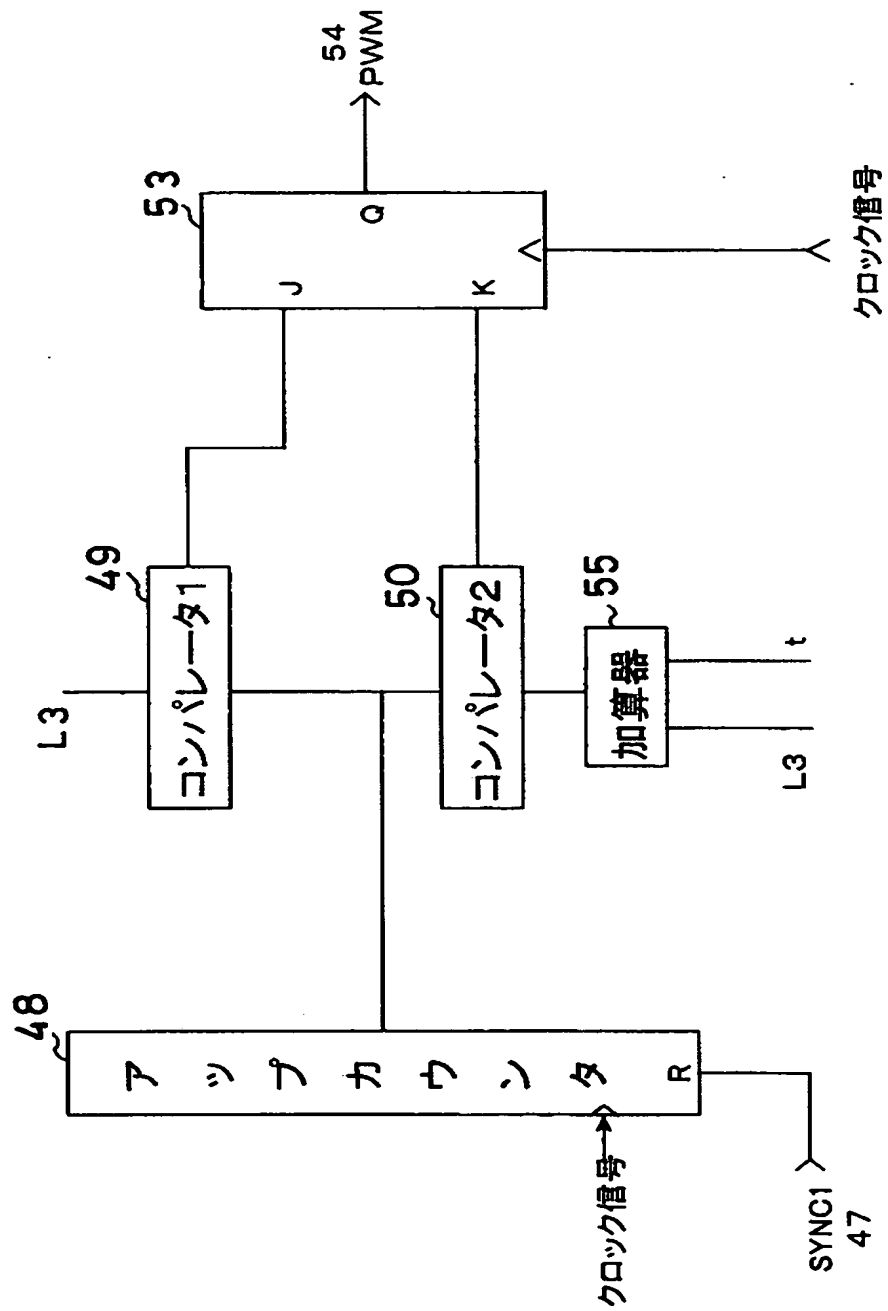 48
アップカウンタ
R
クロック信号
SYNC1
47
L3
49
コンパレータ1
50
コンパレータ2
55
加算器
L3
t
53
J
K
Q
54
PWM
クロック信号